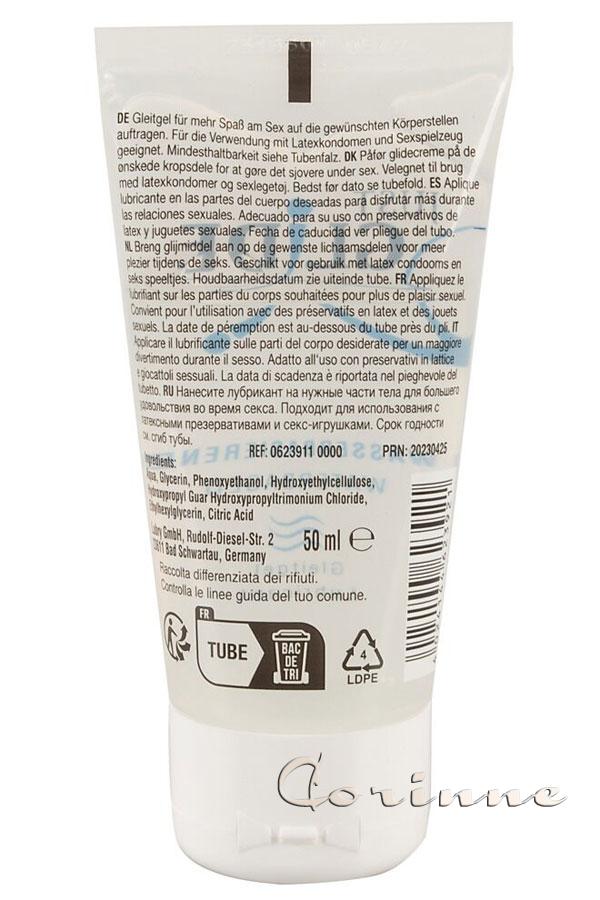 DE Gleitgel für mehr Spaß am Sex auf die gewünschten Körperstellen
auftragen. Für die Verwendung mit Latexkondomen und Sexspielzeug
geeignet. Mindesthaltbarkeit siehe Tubenfalz. DK Påfør glidecreme på de
ønskede kropsdele for at gøre det sjovere under sex. Velegnet til brug
med latexkondomer og sexlegetøj. Bedst før dato se tubefold. ES Aplique
lubricante en las partes del cuerpo deseadas para disfrutar más durante
las relaciones sexuales. Adecuado para su uso con preservativos de
látex y juguetes sexuales. Fecha de caducidad ver pliegue del tubo.
NL Breng glijmiddel aan op de gewenste lichaamsdelen voor meer
plezier tijdens de seks. Geschikt voor gebruik met latex condooms en
seks speeltjes. Houdbaarheidsdatum zie uiteinde tube. FR Appliquez le
lubrifiant sur les parties du corps souhaitées pour plus de plaisir sexuel.
Convient pour l'utilisation avec des préservatifs en latex et des jouets
sexuels. La date de péremption est au-dessous du tube près du pli. IT
Applicare il lubrificante sulle parti del corpo desiderate per un maggiore
divertimento durante il sesso. Adatto all'uso con preservativi in lattice
e giocattoli sessuali. La data di scadenza è riportata nel pieghevole del
tubetto. RU Нанесите лубрикант на нужные части тела для большего
удовольствия во время секса. Подходит для использования с
латексными презервативами и секс-игрушками. Срок годности
см. сгиб тубы.
REF: 0623911 0000 PRN: 20230425
Ingredients:
Aqua, Glycerin, Phenoxyethanol, Hydroxyethylcellulose,
Hydroxypropyl Guar Hydroxypropyltrimonium Chloride,
Ethylhexylglycerin, Citric Acid
Lubry GmbH, Rudolf-Diesel-Str. 2
23611 Bad Schwartau, Germany
50 ml ℮
Raccolta differenziata dei rifiuti.
Controlla le linee guida del tuo comune.
FR
TUBE
BAC
DE
TRI
4
LDPE
Corinne